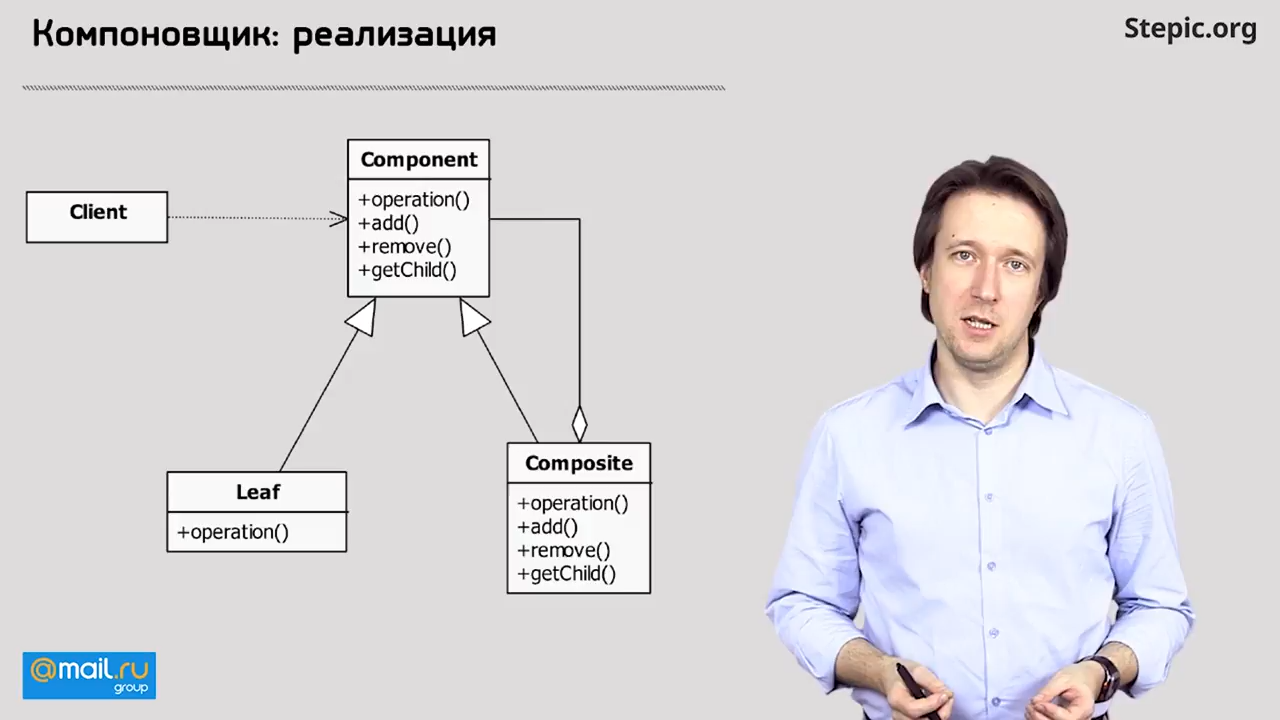 Компоновщик: реализация
Stepic.org
Client
Component
+operation()
+add()
+remove()
+getChild()
Leaf
+operation()
Composite
+operation()
+add()
+remove()
+getChild()
@mail.ru
group